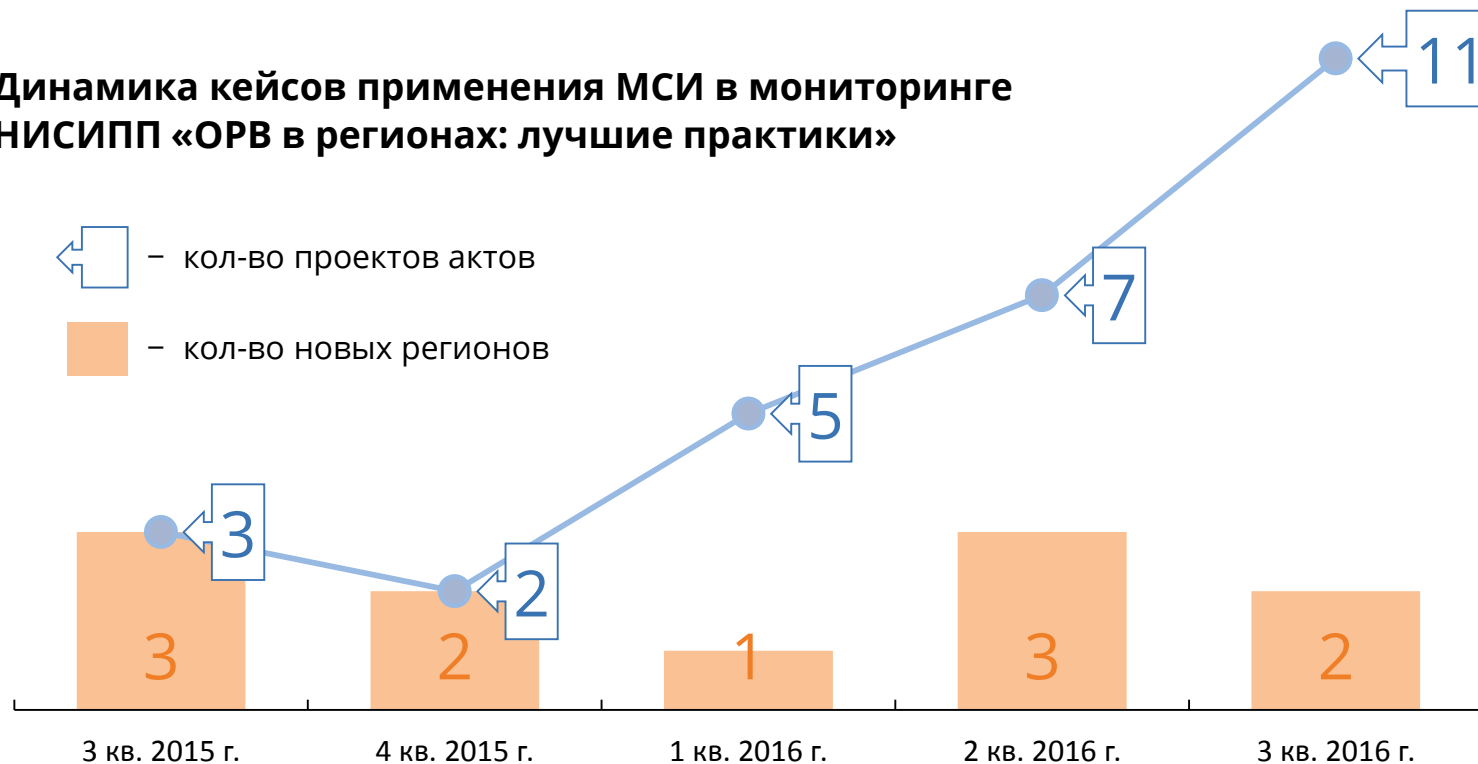 Динамика кейсов применения МСИ в мониторинге
НИСИПП «ОРВ в регионах: лучшие практики»
– кол-во проектов актов
– кол-во новых регионов
11
7
5
3
2
3
2
1
3
2
3 кв. 2015 г.
4 кв. 2015 г.
1 кв. 2016 г.
2 кв. 2016 г.
3 кв. 2016 г.